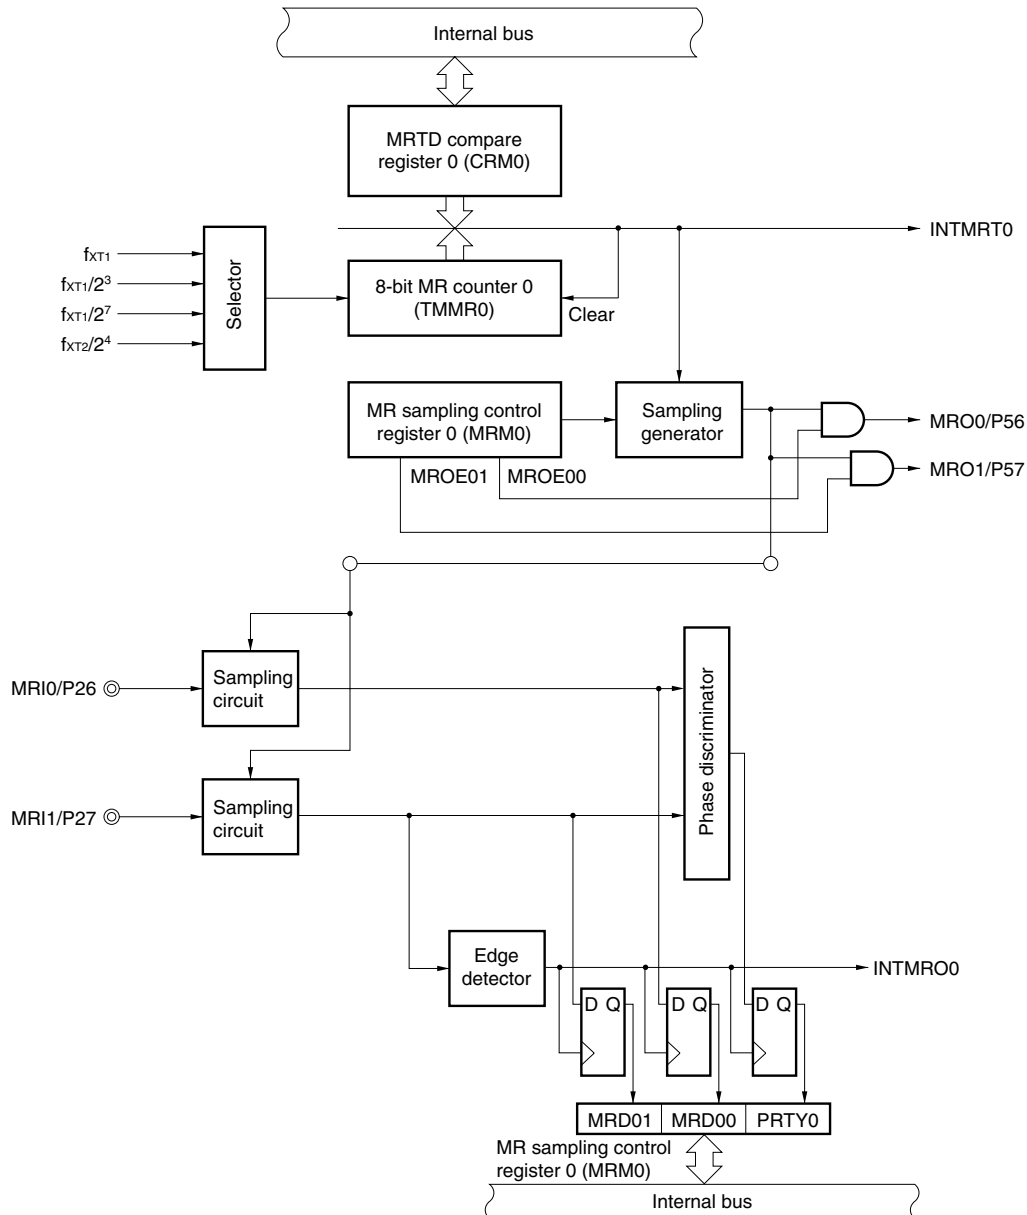 Internal bus
MRTD compare
register 0 (CRM0)
INTMRT0
fXT1
fXT1/2³
fXT1/2⁷
fXT2/2⁴
Selector
8-bit MR counter 0
(TMMR0)
Clear
MR sampling control
register 0 (MRM0)
Sampling
generator
MRO0/P56
MROE01
MROE00
MRO1/P57
MRI0/P26
Sampling
circuit
Phase discriminator
MRI1/P27
Sampling
circuit
Edge
detector
INTMRO0
D Q
D Q
D Q
MRD01
MRD00
PRTY0
MR sampling control
register 0 (MRM0)
Internal bus